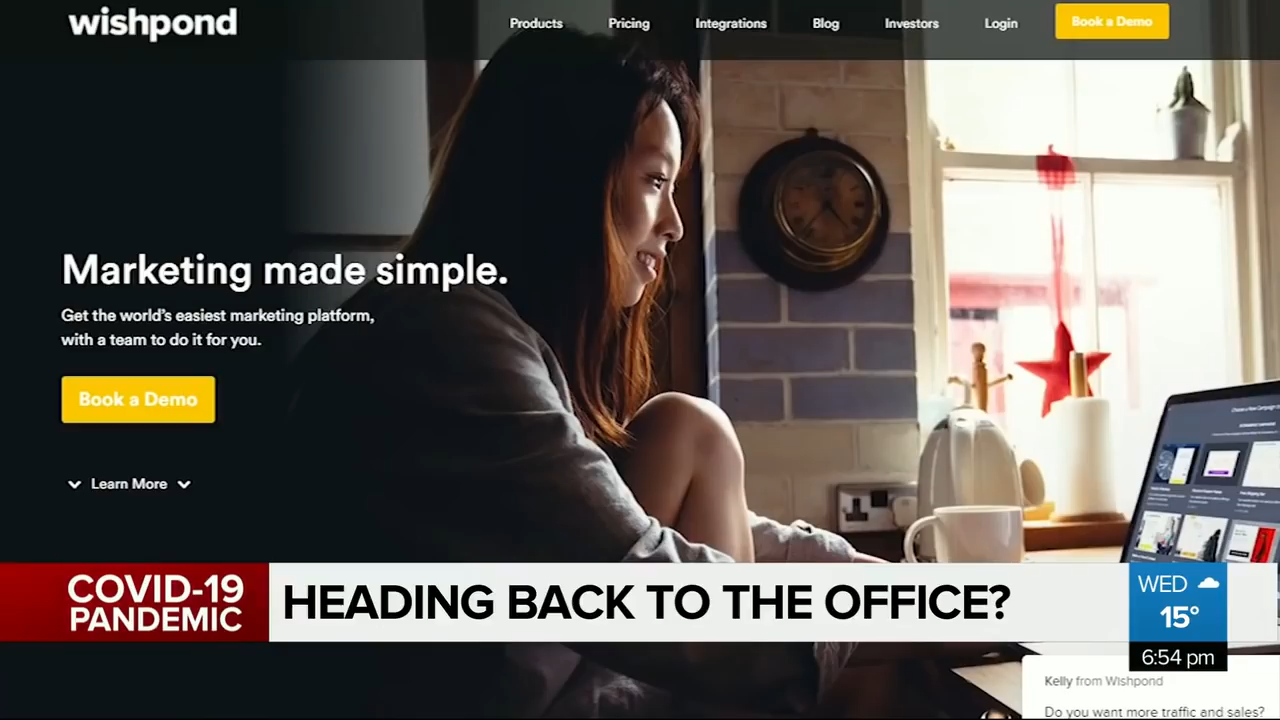 wishpond
Products
Pricing
Integrations
Blog
Investors
Login
Book a Demo
Marketing made simple.
Get the world's easiest marketing platform,
with a team to do it for you.
Book a Demo
Learn More
COVID-19
PANDEMIC
HEADING BACK TO THE OFFICE?
WED
15°
6:54 pm
Kelly from Wishpond
Do you want more traffic and sales?